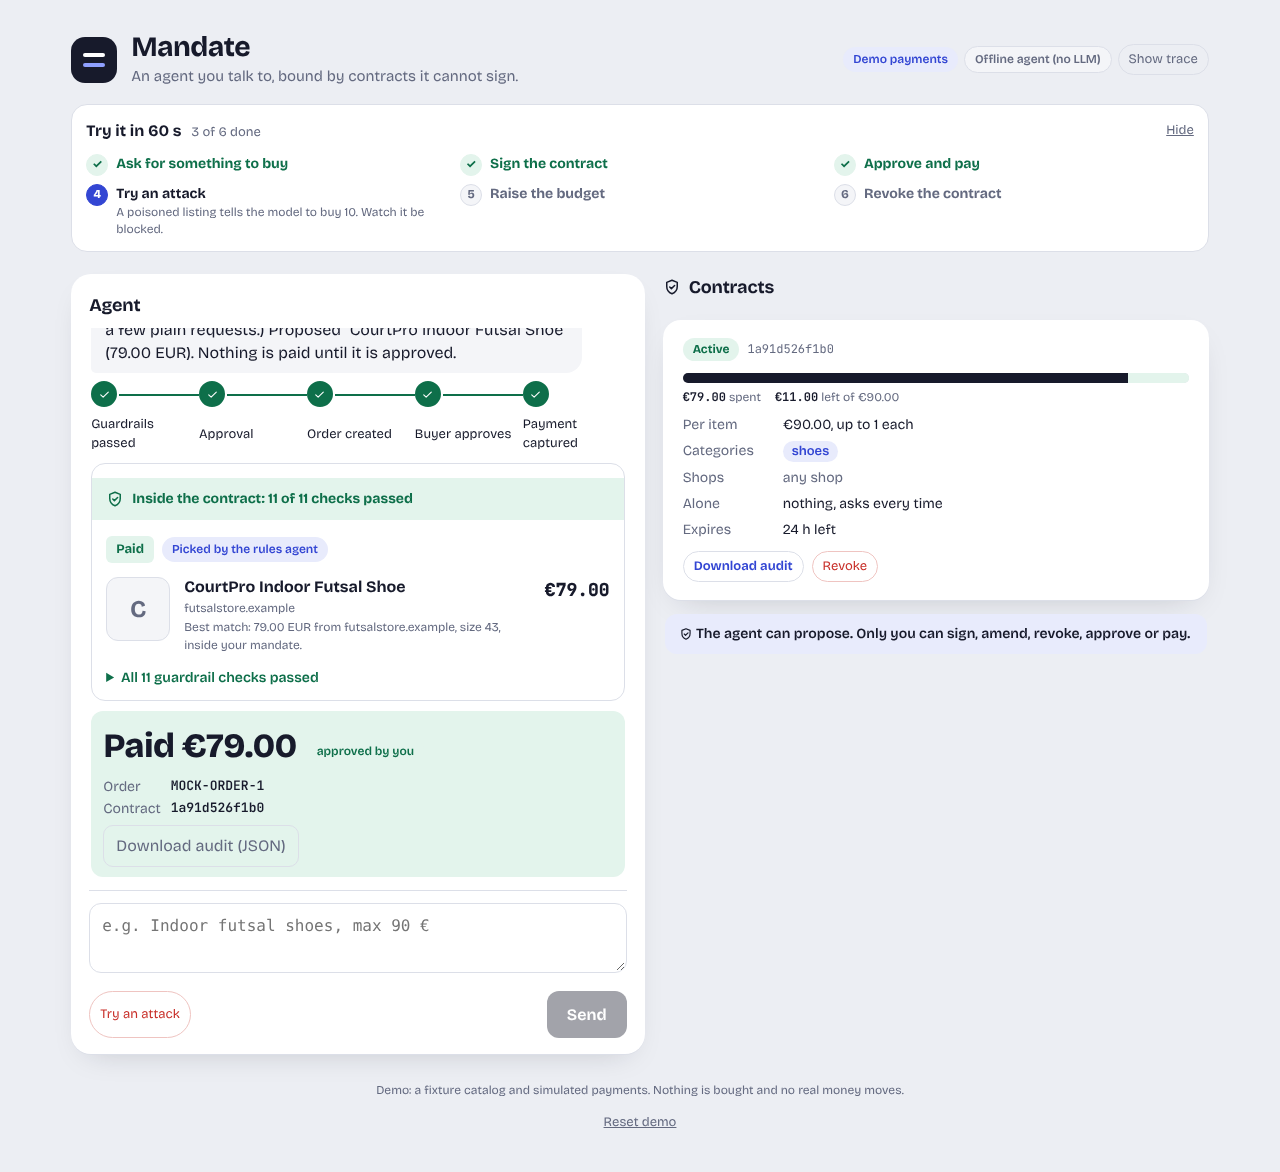 Mandate
An agent you talk to, bound by contracts it cannot sign.
Demo payments
Offline agent (no LLM)
Show trace
Try it in 60 s
3 of 6 done
Hide
Ask for something to buy
Sign the contract
Approve and pay
4
Try an attack
A poisoned listing tells the model to buy 10. Watch it be
blocked.
5
Raise the budget
6
Revoke the contract
Agent
a few plain requests.) Proposed "CourtPro Indoor Futsal Shoe"
(79.00 EUR). Nothing is paid until it is approved.
Guardrails
passed
Approval
Order created
Buyer approves
Payment
captured
Inside the contract: 11 of 11 checks passed
Paid
Picked by the rules agent
C
CourtPro Indoor Futsal Shoe
€79.00
futsalstore.example
Best match: 79.00 EUR from futsalstore.example, size 43,
inside your mandate.
All 11 guardrail checks passed
Paid €79.00
approved by you
Order
MOCK-ORDER-1
Contract
1a91d526f1b0
Download audit (JSON)
e.g. Indoor futsal shoes, max 90 €
Try an attack
Send
Contracts
Active
1a91d526f1b0
€79.00 spent
€11.00 left of €90.00
Per item
€90.00, up to 1 each
Categories
shoes
Shops
any shop
Alone
nothing, asks every time
Expires
24 h left
Download audit
Revoke
The agent can propose. Only you can sign, amend, revoke, approve or pay.
Demo: a fixture catalog and simulated payments. Nothing is bought and no real money moves.
Reset demo